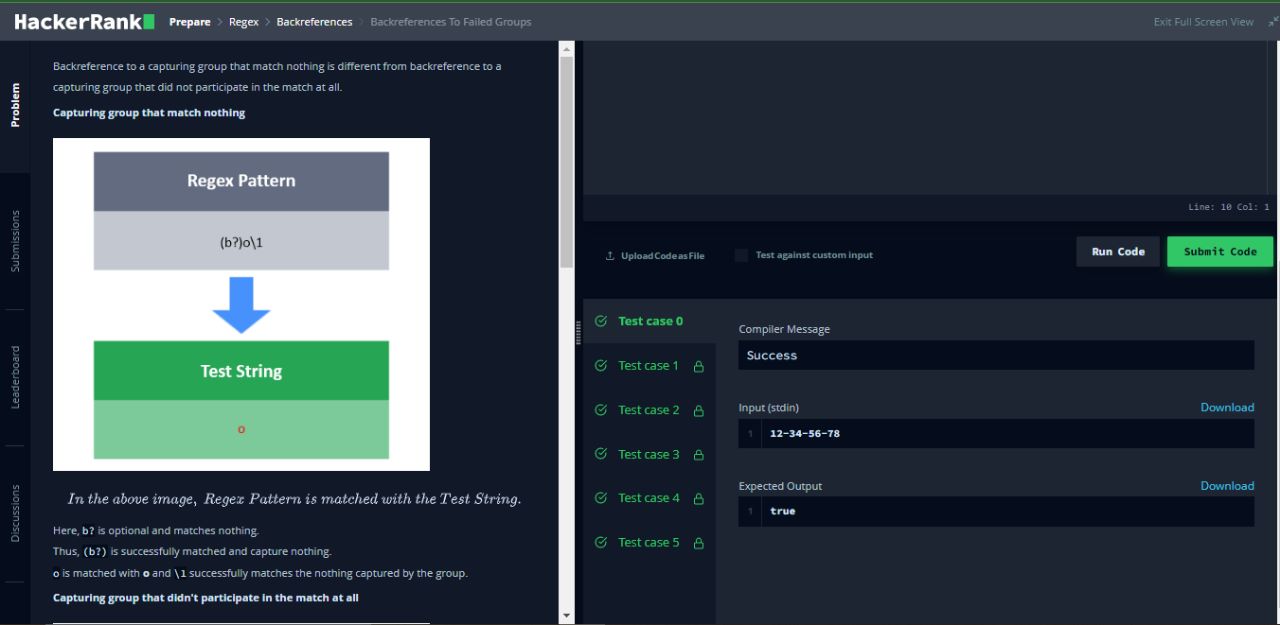 HackerRank
Prepare > Regex > Backreferences > Backreferences To Failed Groups
Exit Full Screen View
Problem
Submissions
Leaderboard
Discussions
Backreference to a capturing group that match nothing is different from backreference to a
capturing group that did not participate in the match at all.
Capturing group that match nothing
Regex Pattern
(b?)o\1
Test String
o
In the above image, Regex Pattern is matched with the Test String.
Here, b? is optional and matches nothing.
Thus, (b?) is successfully matched and capture nothing.
o is matched with o and \1 successfully matches the nothing captured by the group.
Capturing group that didn't participate in the match at all
Line: 10 Col: 1
Upload Code as File
Test against custom input
Run Code
Submit Code
Test case 0
Test case 1
Test case 2
Test case 3
Test case 4
Test case 5
Compiler Message
Success
Input (stdin)
Download
1 12-34-56-78
Expected Output
Download
1 true